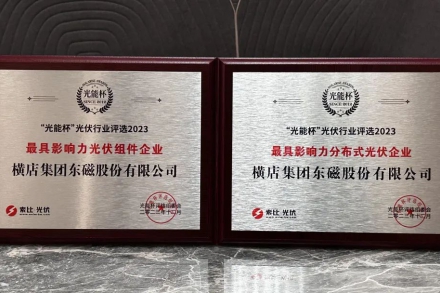 光能杯
SINCE 2012
“光能杯”光伏行业评选2023
最具影响力光伏组件企业
横店集团东磁股份有限公司
索比光伏
光能杯
“光能杯”光伏行业评选2023
最具影响力分布式光伏企业
横店集团东磁股份有限公司
索比光伏